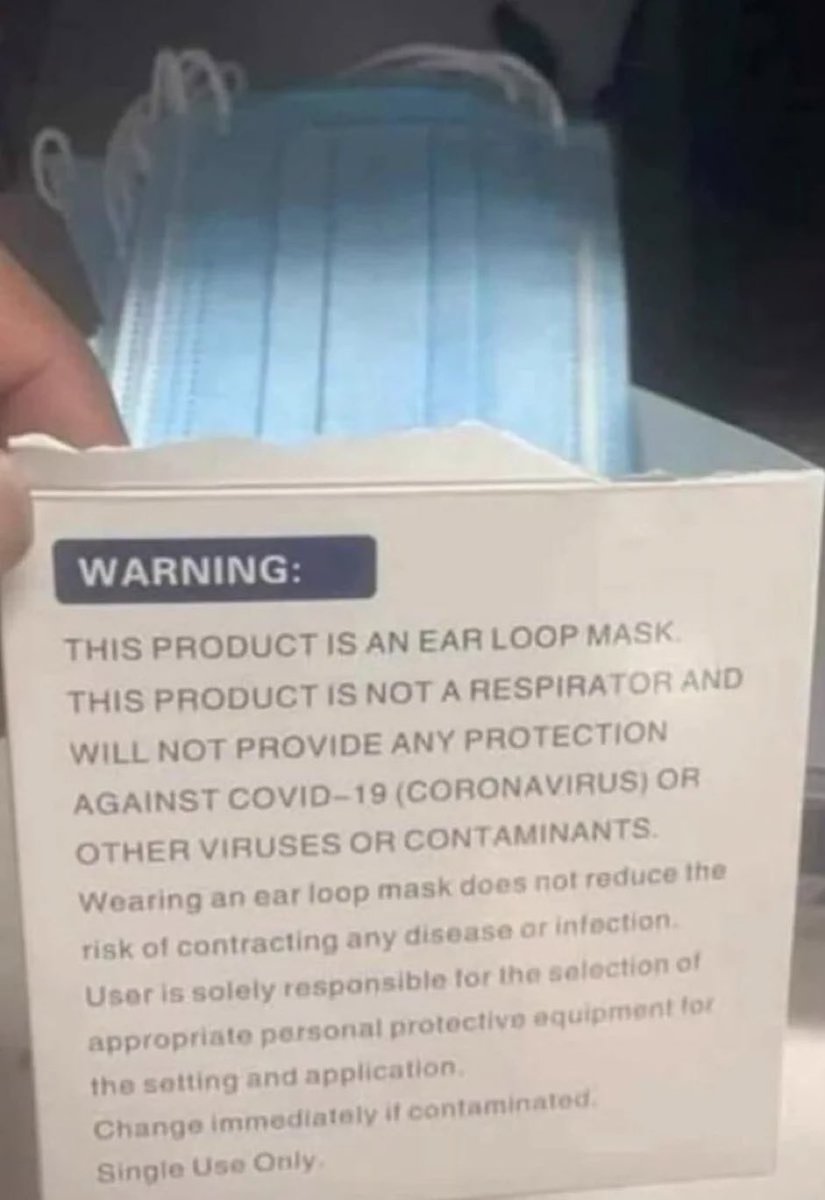 WARNING:
THIS PRODUCT IS AN EAR LOOP MASK.
THIS PRODUCT IS NOT A RESPIRATOR AND
WILL NOT PROVIDE ANY PROTECTION
AGAINST COVID-19 (CORONAVIRUS) OR
OTHER VIRUSES OR CONTAMINANTS.
Wearing an ear loop mask does not reduce the
risk of contracting any disease or infection.
User is solely responsible for the selection of
appropriate personal protective equipment for
the setting and application.
Change immediately if contaminated.
Single Use Only.